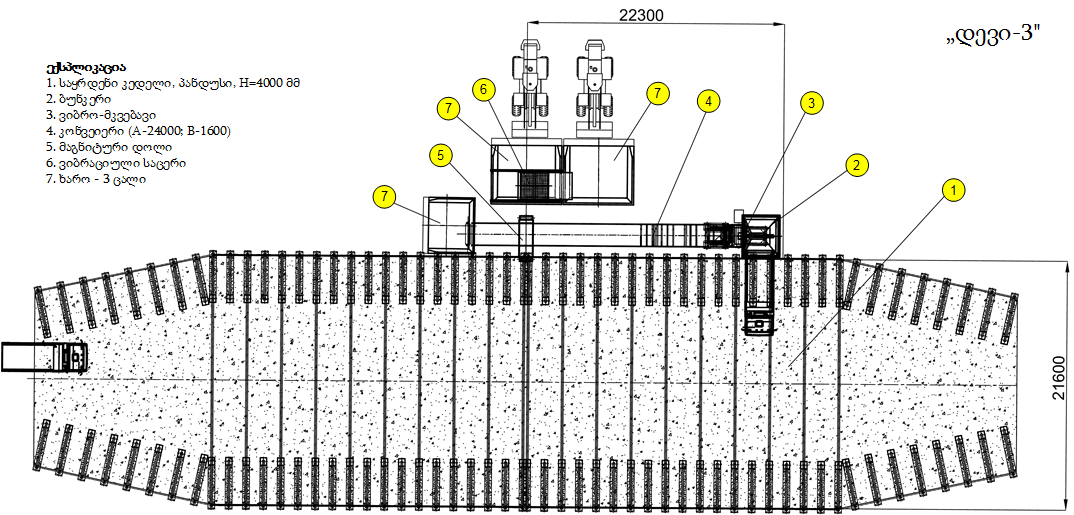 22300
„დევი-3"
ექსპლიკაცია
1. საყრდენი კედელი, პანდუსი, H=4000 მმ
2. ბუნკერი
3. ვიბრო-მკვებავი
4. კონვეიერი (A-24000; B-1600)
5. მაგნიტური დოლი
6. ვიბრაციული საცერი
7. ხარო - 3 ცალი
6
7
4
3
7
5
2
7
1
21600